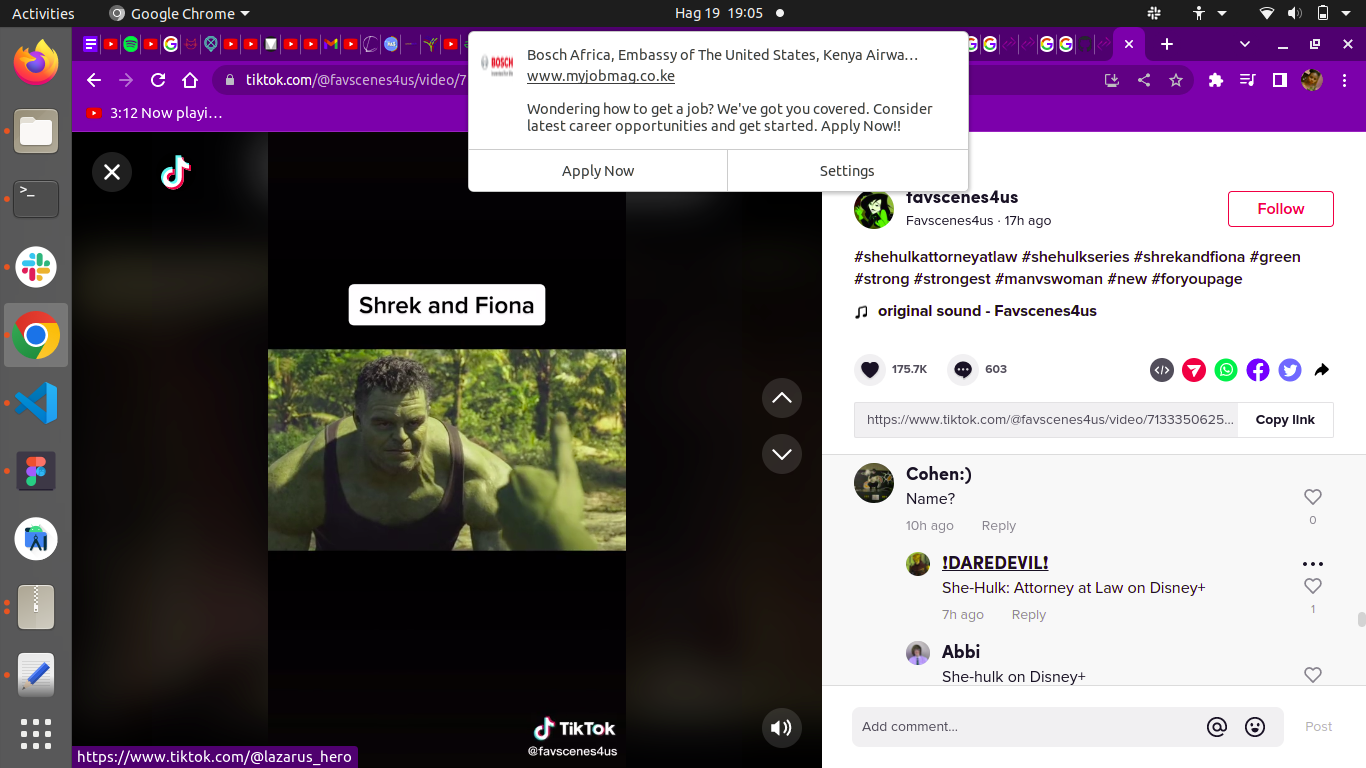 Activities
Google Chrome
Hag 19 19:05
tiktok.com/@favscenes4us/video/7
3:12 Now playi…
BOSCH
Bosch Africa, Embassy of The United States, Kenya Airwa…
www.myjobmag.co.ke
Wondering how to get a job? We've got you covered. Consider
latest career opportunities and get started. Apply Now!!
Apply Now
Settings
Shrek and Fiona
TikTok
@favscenes4us
favscenes4us
Favscenes4us · 17h ago
Follow
#shehulkattorneyatlaw #shehulkseries #shrekandfiona #green
#strong #strongest #manvswoman #new #foryoupage
original sound - Favscenes4us
175.7K
603
https://www.tiktok.com/@favscenes4us/video/7133350625...
Copy link
Cohen:)
Name?
0
10h ago
Reply
!DAREDEVIL!
She-Hulk: Attorney at Law on Disney+
1
7h ago
Reply
Abbi
She-hulk on Disney+
Add comment...
Post
https://www.tiktok.com/@lazarus_hero